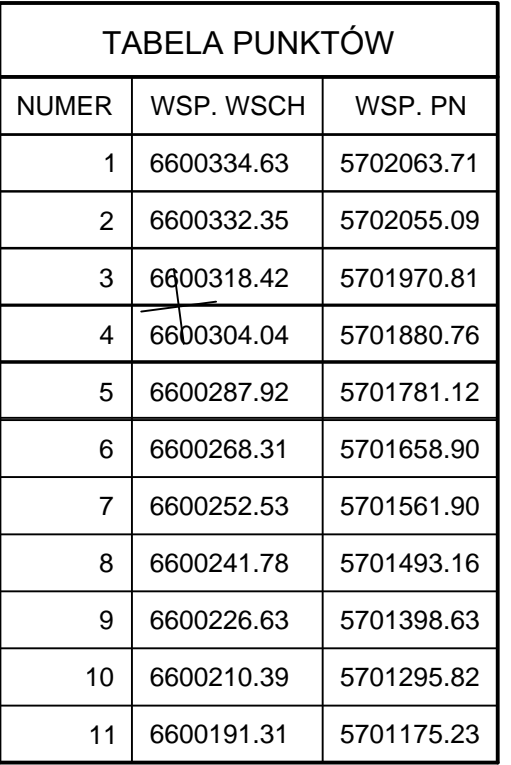 TABELA PUNKTÓW
NUMER WSP. WSCH WSP. PN
1 6600334.63 5702063.71
2 6600332.35 5702055.09
3 6600318.42 5701970.81
4 6600304.04 5701880.76
5 6600287.92 5701781.12
6 6600268.31 5701658.90
7 6600252.53 5701561.90
8 6600241.78 5701493.16
9 6600226.63 5701398.63
10 6600210.39 5701295.82
11 6600191.31 5701175.23